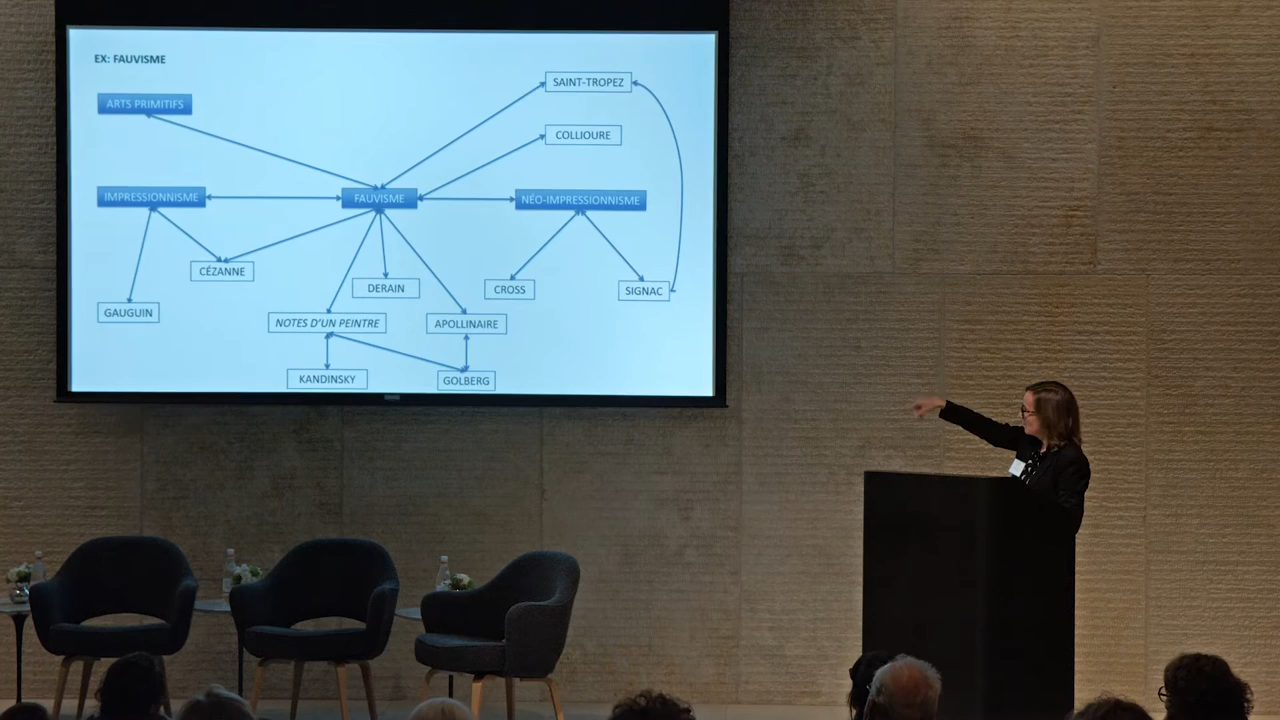 EX: FAUVISME
SAINT-TROPEZ
ARTS PRIMITIFS
COLLIOURE
IMPRESSIONNISME
FAUVISME
NÉO-IMPRESSIONNISME
CÉZANNE
DERAIN
CROSS
SIGNAC
GAUGUIN
NOTES D'UN PEINTRE
APOLLINAIRE
KANDINSKY
GOLBERG